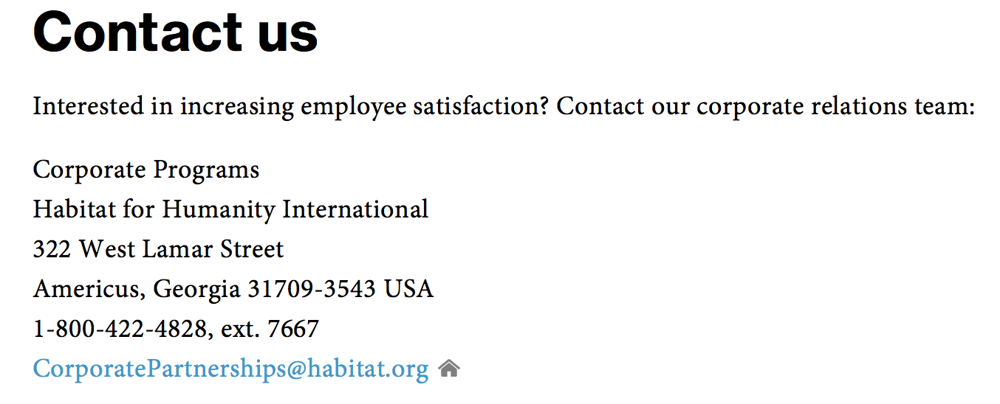 Contact us
Interested in increasing employee satisfaction? Contact our corporate relations team:
Corporate Programs
Habitat for Humanity International
322 West Lamar Street
Americus, Georgia 31709-3543 USA
1-800-422-4828, ext. 7667
CorporatePartnerships@habitat.org